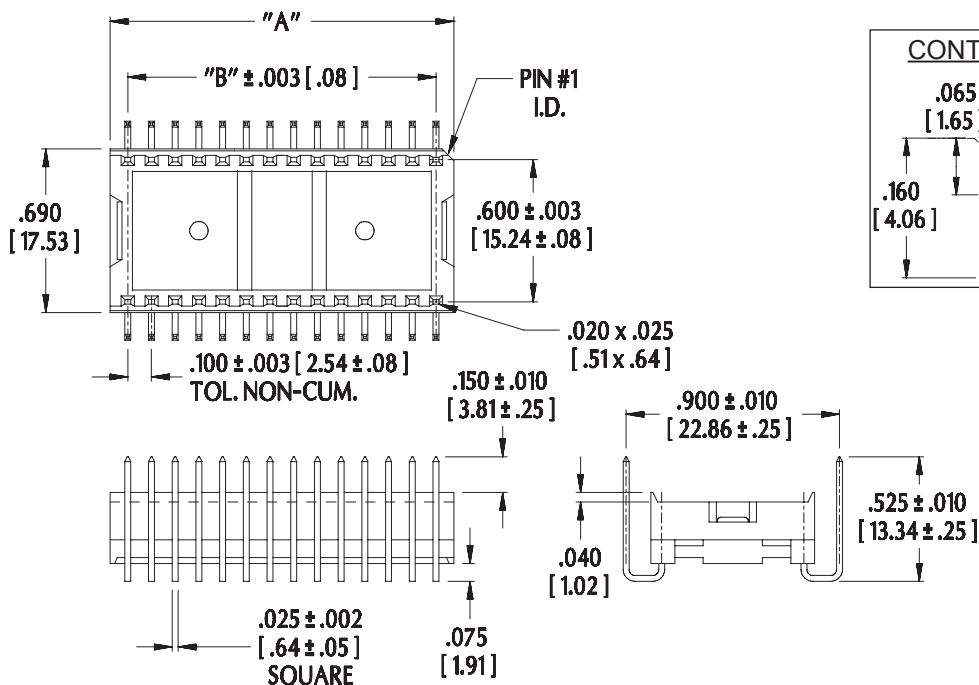 "A"
"B" ± .003 [ .08 ]
PIN #1
I.D.
.690
[ 17.53 ]
.600 ± .003
[ 15.24 ± .08 ]
.020 x .025
[ .51 x .64 ]
.100 ± .003 [ 2.54 ± .08 ]
TOL. NON-CUM.
.150 ± .010
[ 3.81 ± .25 ]
.900 ± .010
[ 22.86 ± .25 ]
.525 ± .010
[ 13.34 ± .25 ]
.040
[ 1.02 ]
.025 ± .002
[ .64 ± .05 ]
SQUARE
.075
[ 1.91 ]
CONT
.065
[ 1.65 ]
.160
[ 4.06 ]